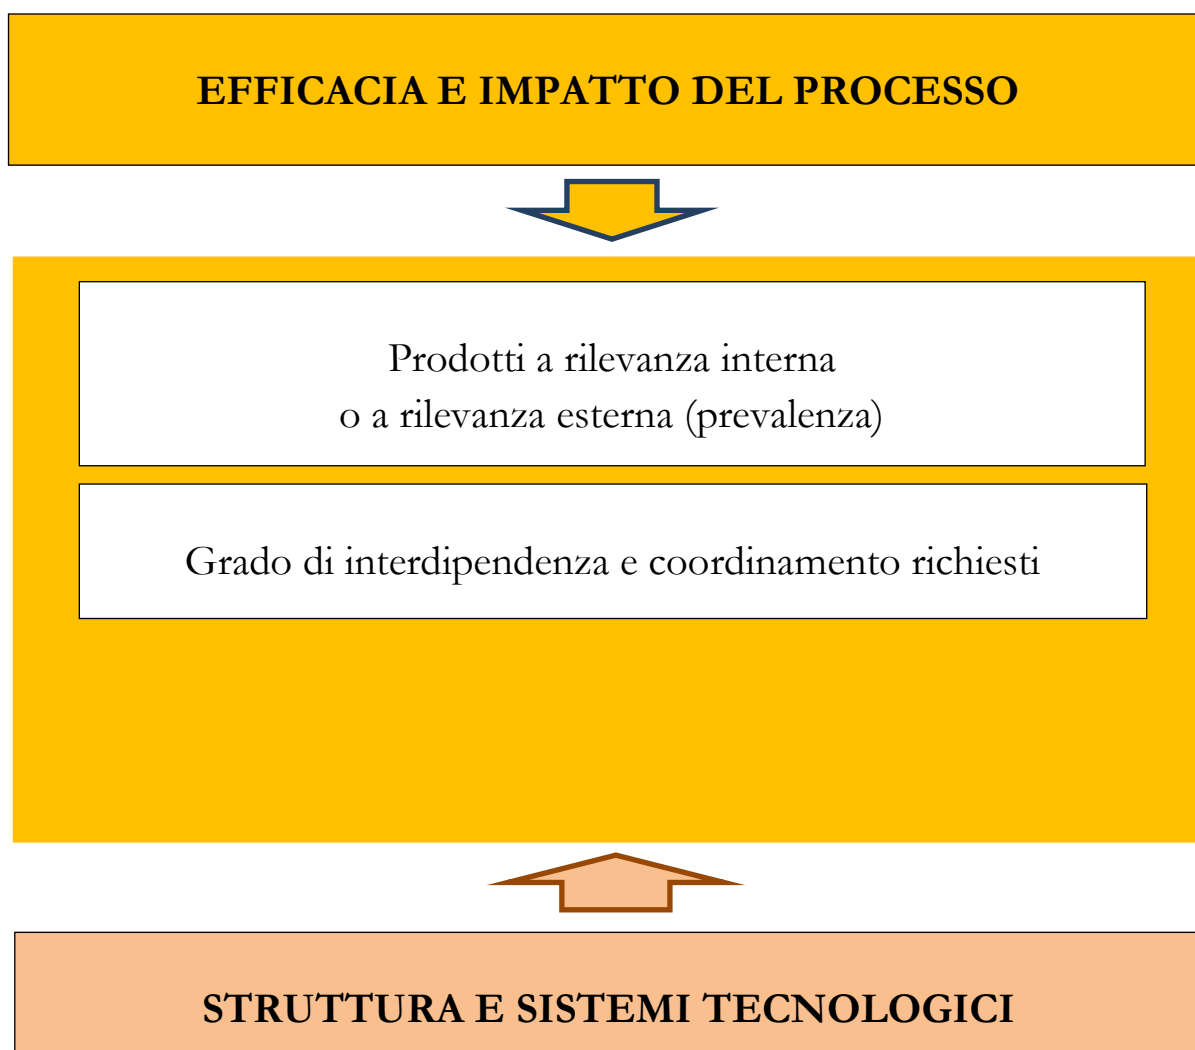 EFFICACIA E IMPATTO DEL PROCESSO
Prodotti a rilevanza interna
o a rilevanza esterna (prevalenza)
Grado di interdipendenza e coordinamento richiesti
STRUTTURA E SISTEMI TECNOLOGICI